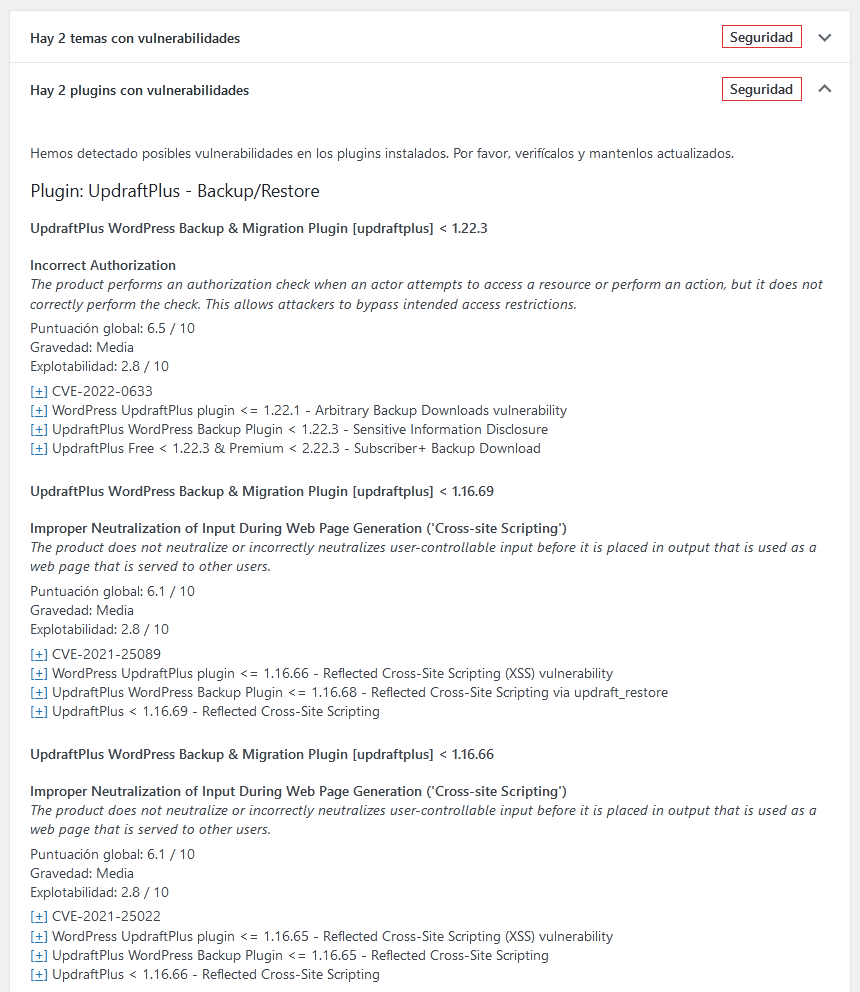 Hay 2 temas con vulnerabilidades
Seguridad
Hay 2 plugins con vulnerabilidades
Seguridad
Hemos detectado posibles vulnerabilidades en los plugins instalados. Por favor, verifícalos y mantenlos actualizados.
Plugin: UpdraftPlus - Backup/Restore
UpdraftPlus WordPress Backup & Migration Plugin [updraftplus] < 1.22.3
Incorrect Authorization
The product performs an authorization check when an actor attempts to access a resource or perform an action, but it does not
correctly perform the check. This allows attackers to bypass intended access restrictions.
Puntuación global: 6.5 / 10
Gravedad: Media
Explotabilidad: 2.8 / 10
[+] CVE-2022-0633
[+] WordPress UpdraftPlus plugin <= 1.22.1 - Arbitrary Backup Downloads vulnerability
[+] UpdraftPlus WordPress Backup Plugin < 1.22.3 - Sensitive Information Disclosure
[+] UpdraftPlus Free < 1.22.3 & Premium < 2.22.3 - Subscriber+ Backup Download
UpdraftPlus WordPress Backup & Migration Plugin [updraftplus] < 1.16.69
Improper Neutralization of Input During Web Page Generation ('Cross-site Scripting')
The product does not neutralize or incorrectly neutralizes user-controllable input before it is placed in output that is used as a
web page that is served to other users.
Puntuación global: 6.1 / 10
Gravedad: Media
Explotabilidad: 2.8 / 10
[+] CVE-2021-25089
[+] WordPress UpdraftPlus plugin <= 1.16.66 - Reflected Cross-Site Scripting (XSS) vulnerability
[+] UpdraftPlus WordPress Backup Plugin <= 1.16.68 - Reflected Cross-Site Scripting via updraft_restore
[+] UpdraftPlus < 1.16.69 - Reflected Cross-Site Scripting
UpdraftPlus WordPress Backup & Migration Plugin [updraftplus] < 1.16.66
Improper Neutralization of Input During Web Page Generation ('Cross-site Scripting')
The product does not neutralize or incorrectly neutralizes user-controllable input before it is placed in output that is used as a
web page that is served to other users.
Puntuación global: 6.1 / 10
Gravedad: Media
Explotabilidad: 2.8 / 10
[+] CVE-2021-25022
[+] WordPress UpdraftPlus plugin <= 1.16.65 - Reflected Cross-Site Scripting (XSS) vulnerability
[+] UpdraftPlus WordPress Backup Plugin <= 1.16.65 - Reflected Cross-Site Scripting
[+] UpdraftPlus < 1.16.66 - Reflected Cross-Site Scripting